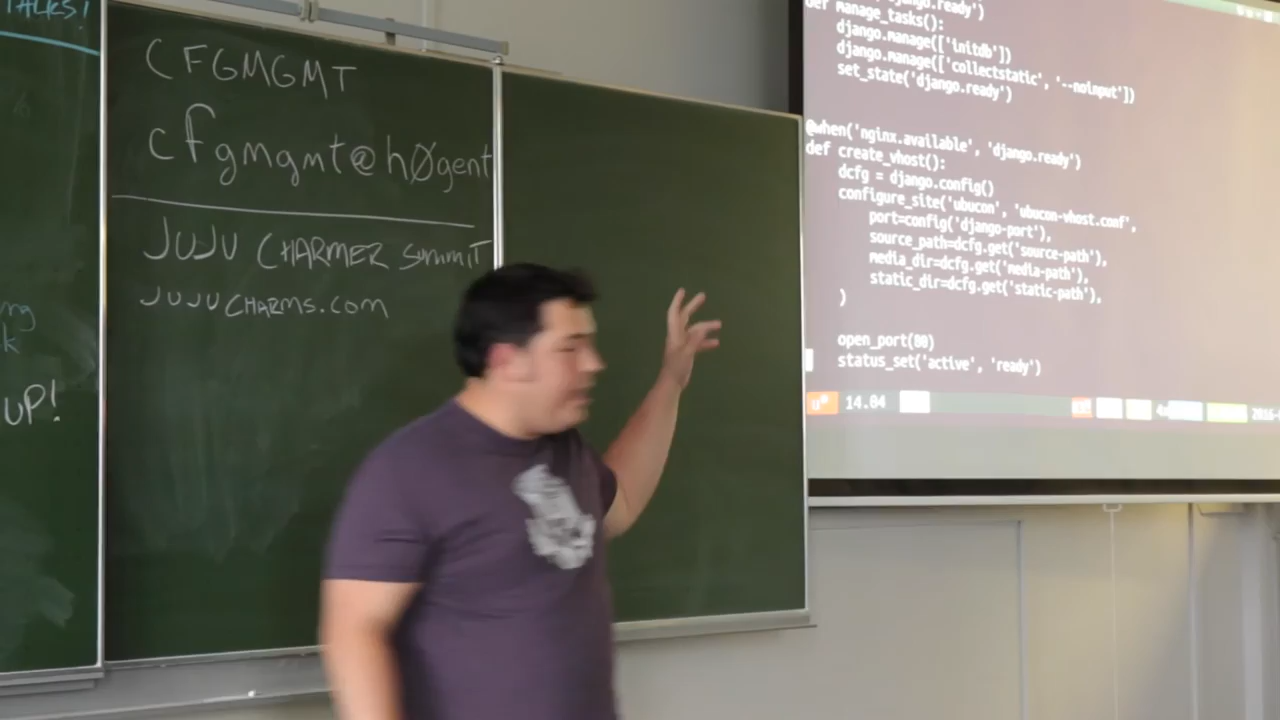 TALKS!
CFGMGMT
cfgmgmt@hØgent
JUJU CHARMER SUMMIT
JUJUCHARMS.COM
UP!
django.ready')
def manage_tasks():
django.manage(['initdb'])
django.manage(['collectstatic', '--noinput'])
set_state('django.ready')
@when('nginx.available', 'django.ready')
def create_vhost():
dcfg = django.config()
configure_site('ubucon', 'ubucon-vhost.conf',
port=config('django-port'),
source_path=dcfg.get('source-path'),
media_dir=dcfg.get('media-path'),
static_dir=dcfg.get('static-path'),
)
open_port(80)
status_set('active', 'ready')
14.04